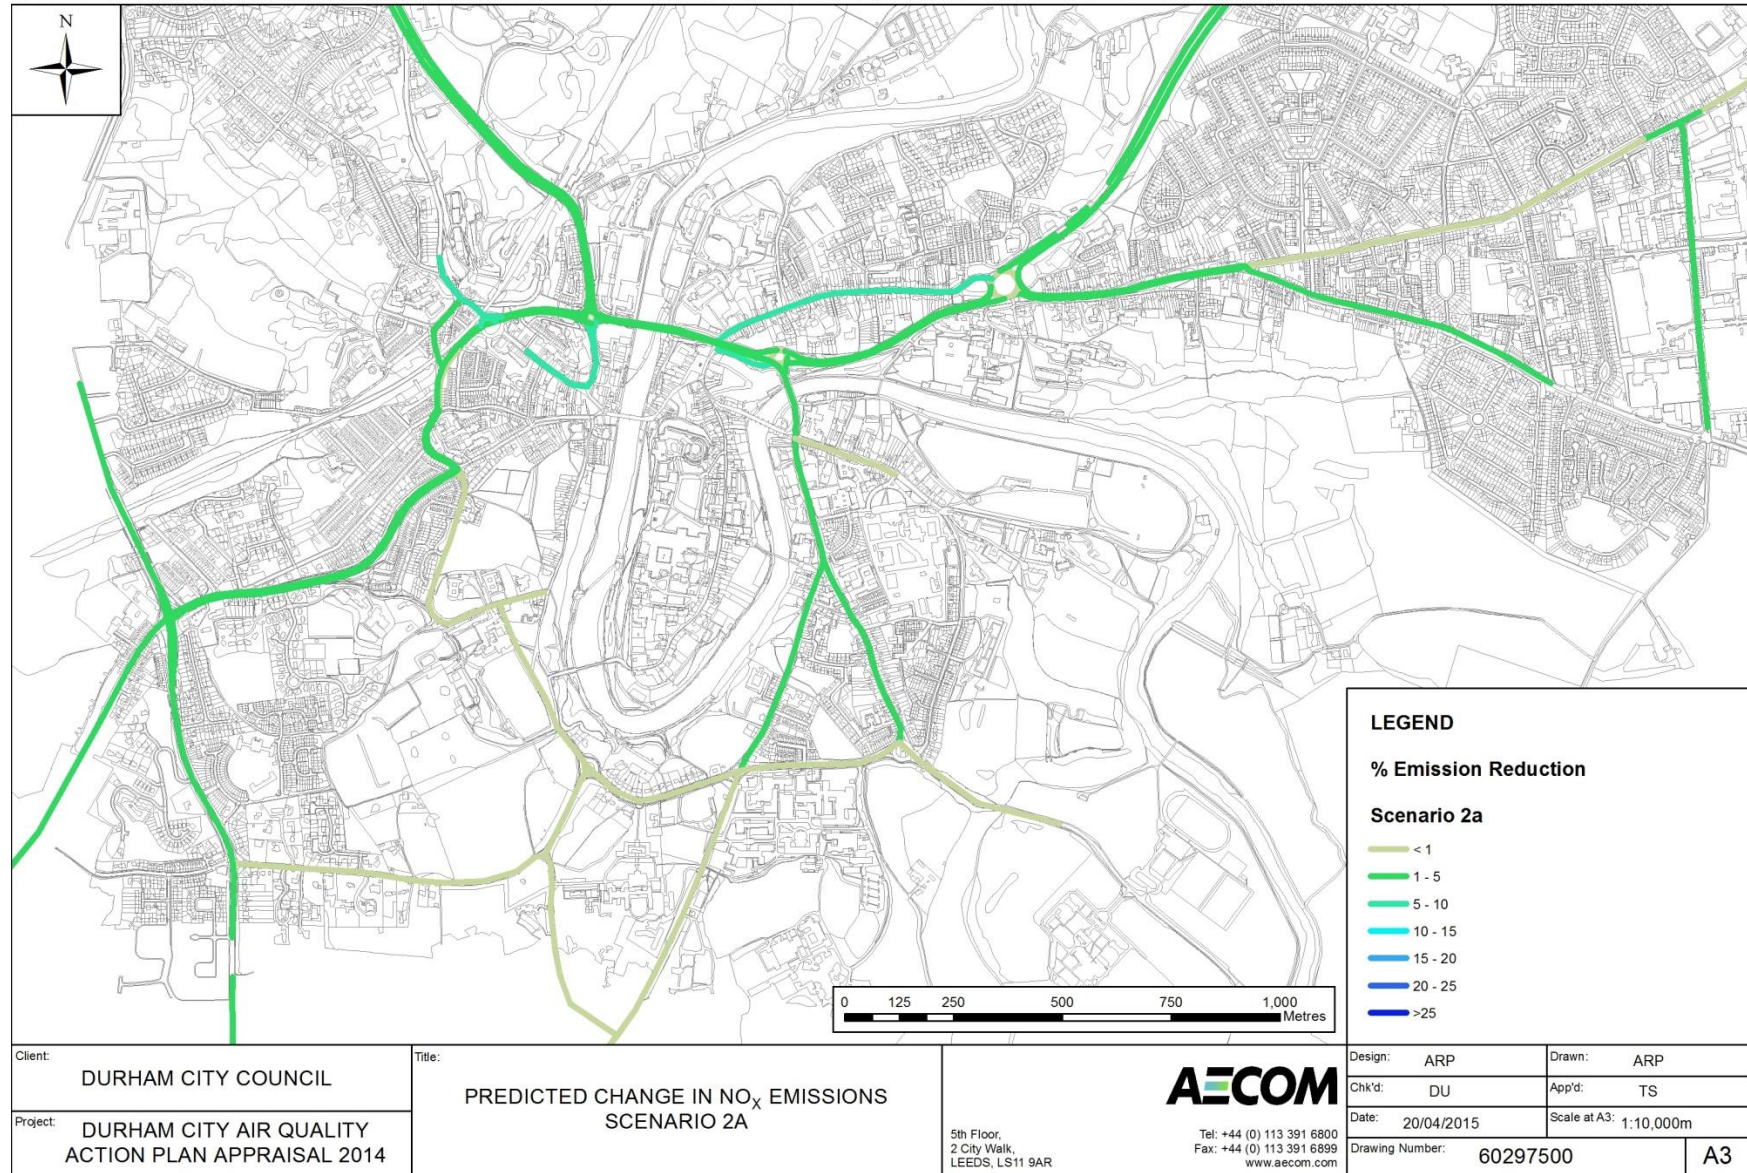 N
LEGEND
% Emission Reduction
Scenario 2a
< 1
1 - 5
5 - 10
10 - 15
15 - 20
20 - 25
>25
0 125 250 500 750 1,000
Metres
Client:
DURHAM CITY COUNCIL
Project:
DURHAM CITY AIR QUALITY
ACTION PLAN APPRAISAL 2014
Title:
PREDICTED CHANGE IN NOX EMISSIONS
SCENARIO 2A
AECOM
5th Floor,
2 City Walk,
LEEDS, LS11 9AR
Tel: +44 (0) 113 391 6800
Fax: +44 (0) 113 391 6899
www.aecom.com
Design: ARP
Drawn: ARP
Chk'd: DU
App'd: TS
Date: 20/04/2015
Scale at A3: 1:10,000m
Drawing Number: 60297500
A3